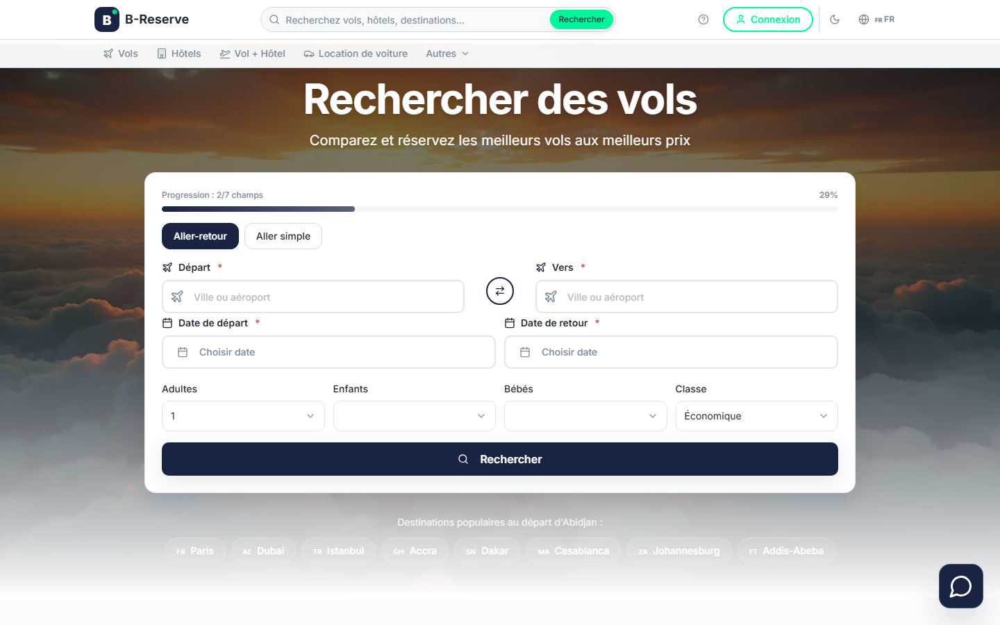 B B-Reserve
Recherchez vols, hôtels, destinations...
Rechercher
Connexion
FR FR
Vols
Hôtels
Vol + Hôtel
Location de voiture
Autres
Rechercher des vols
Comparez et réservez les meilleurs vols aux meilleurs prix
Progression : 2/7 champs
29%
Aller-retour
Aller simple
Départ *
Vers *
Ville ou aéroport
Ville ou aéroport
Date de départ *
Date de retour *
Choisir date
Choisir date
Adultes
Enfants
Bébés
Classe
1
Économique
Rechercher
Destinations populaires au départ d'Abidjan :
FR Paris
AE Dubai
TR Istanbul
GH Accra
SN Dakar
MA Casablanca
ZA Johannesburg
ET Addis-Abeba